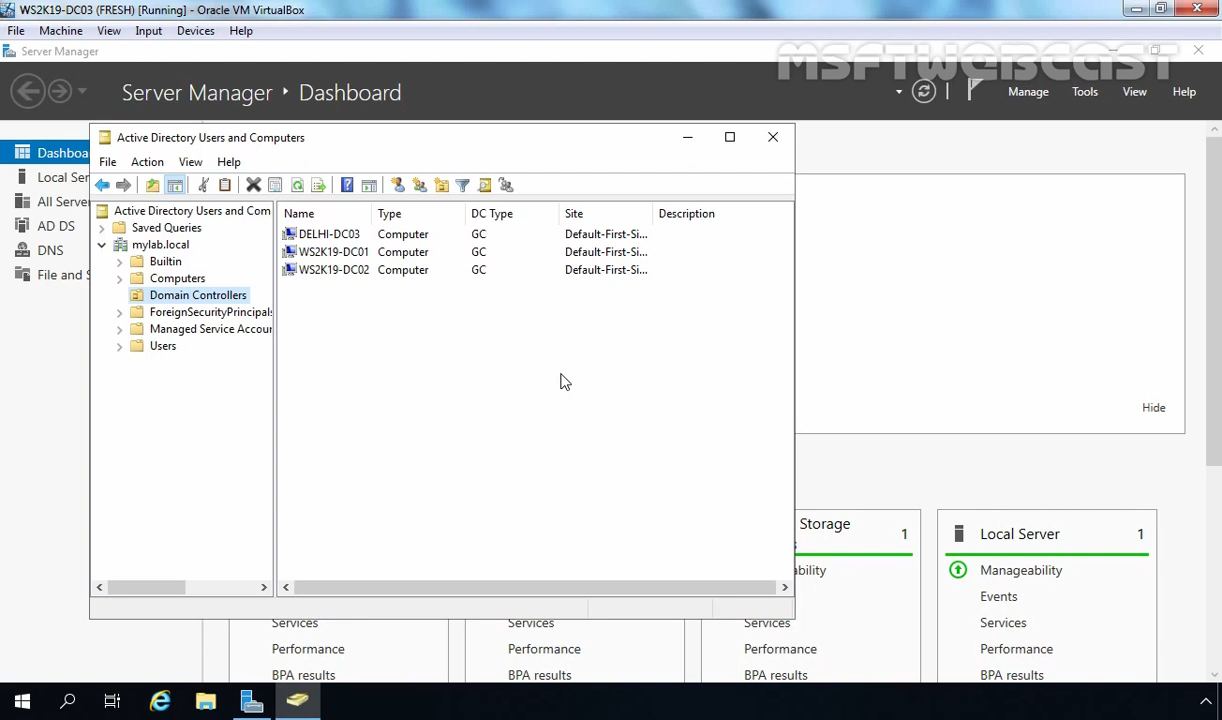 WS2K19-DC03 (FRESH) [Running] - Oracle VM VirtualBox
File Machine View Input Devices Help
Server Manager
MSFTWEBCAST
Server Manager Dashboard
Manage Tools View Help
Dashboa
Local Ser
All Server
AD DS
DNS
File and S
Active Directory Users and Computers
File Action View Help
Active Directory Users and Com
Saved Queries
mylab.local
Builtin
Computers
Domain Controllers
ForeignSecurityPrincipals
Managed Service Accour
Users
Name Type DC Type Site Description
DELHI-DC03 Computer GC Default-First-Si...
WS2K19-DC01 Computer GC Default-First-Si...
WS2K19-DC02 Computer GC Default-First-Si...
Hide
Storage
1
ability
Services
Performance
BPA results
Services
Performance
BPA results
Services
Performance
BPA results
Local Server 1
Manageability
Events
Services
Performance
BPA results